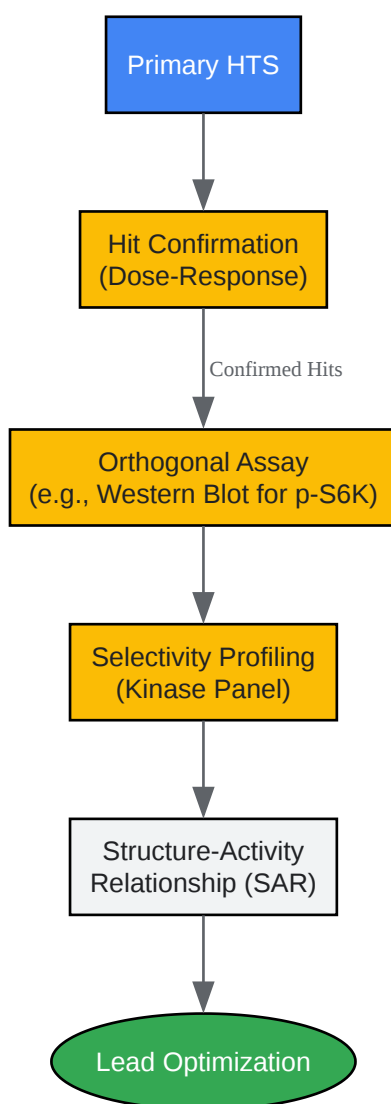 Primary HTS
Hit Confirmation
(Dose-Response)
Confirmed Hits
Orthogonal Assay
(e.g., Western Blot for p-S6K)
Selectivity Profiling
(Kinase Panel)
Structure-Activity
Relationship (SAR)
Lead Optimization